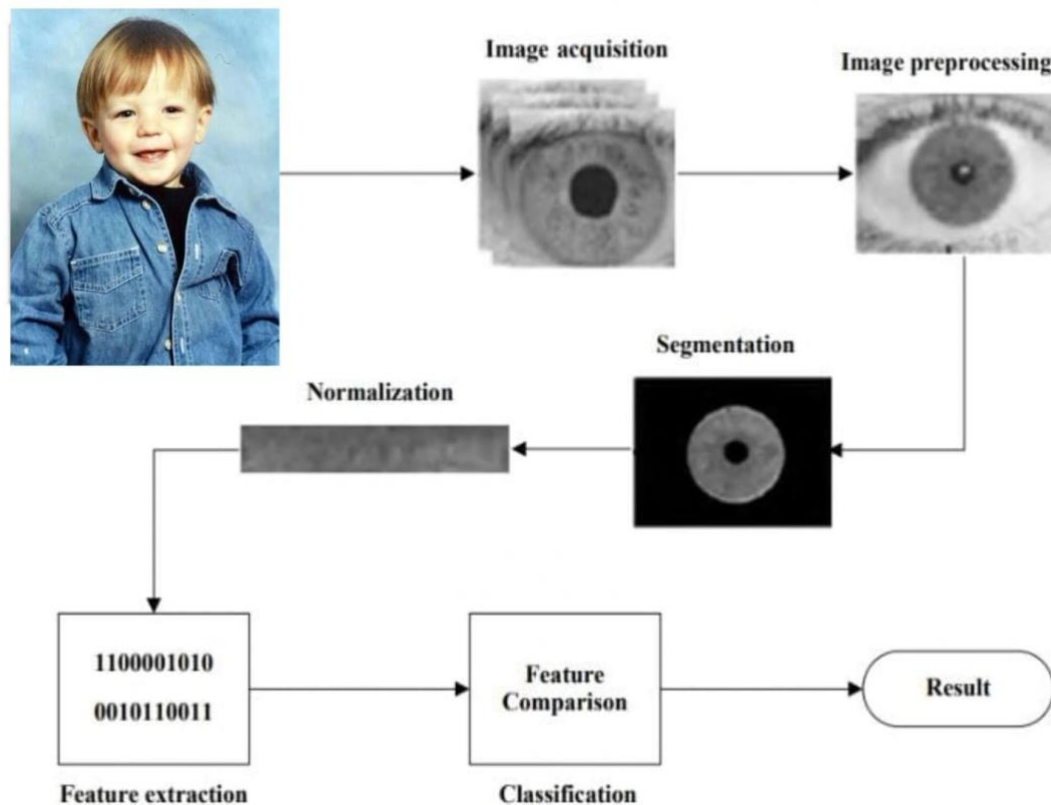 Image acquisition
Image preprocessing
Segmentation
Normalization
1100001010
0010110011
Feature extraction
Feature
Comparison
Classification
Result